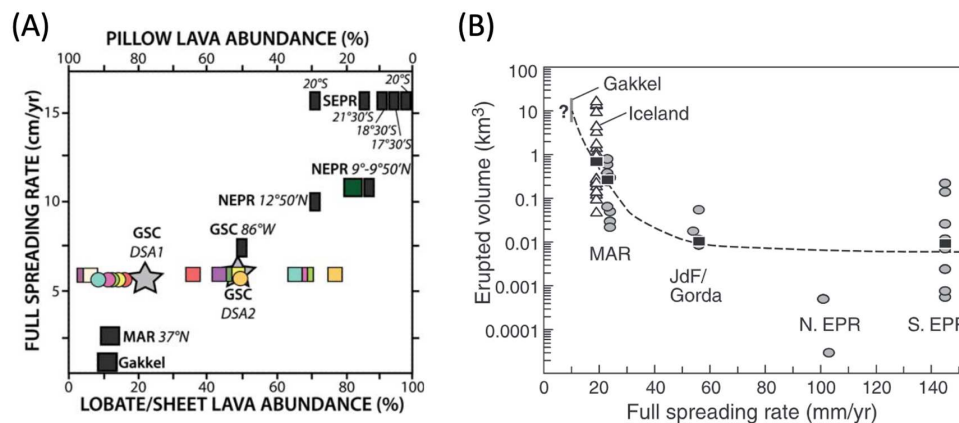 (A)
PILLOW LAVA ABUNDANCE (%)
100 80 60 40 20 0
FULL SPREADING RATE (cm/yr)
15
10
5
20°S
SEPR
20°S
21°30'S
18°30'S
17°30'S
NEPR 9°-9°50'N
NEPR 12°50'N
GSC
DSA1
GSC 86°W
GSC
DSA2
MAR 37°N
Gakkel
0 20 40 60 80 100
LOBATE/SHEET LAVA ABUNDANCE (%)
(B)
Erupted volume (km³)
100
10
1
0.1
0.01
0.001
0.0001
?
Gakkel
Iceland
MAR
JdF/
Gorda
N. EPR
S. EPR
0 20 40 60 80 100 120 140
Full spreading rate (mm/yr)